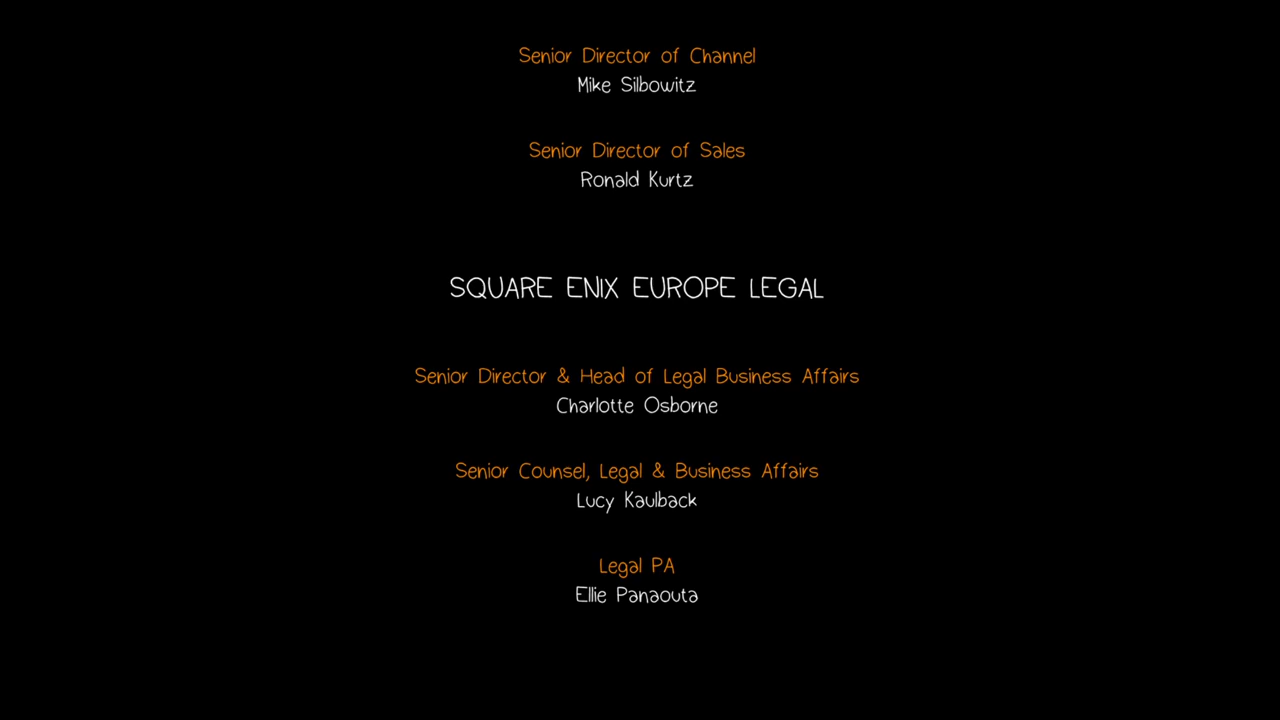 Senior Director of Channel
Mike Silbowitz
Senior Director of Sales
Ronald Kurtz
SQUARE ENIX EUROPE LEGAL
Senior Director & Head of Legal Business Affairs
Charlotte Osborne
Senior Counsel, Legal & Business Affairs
Lucy Kaulback
Legal PA
Ellie Panaouta